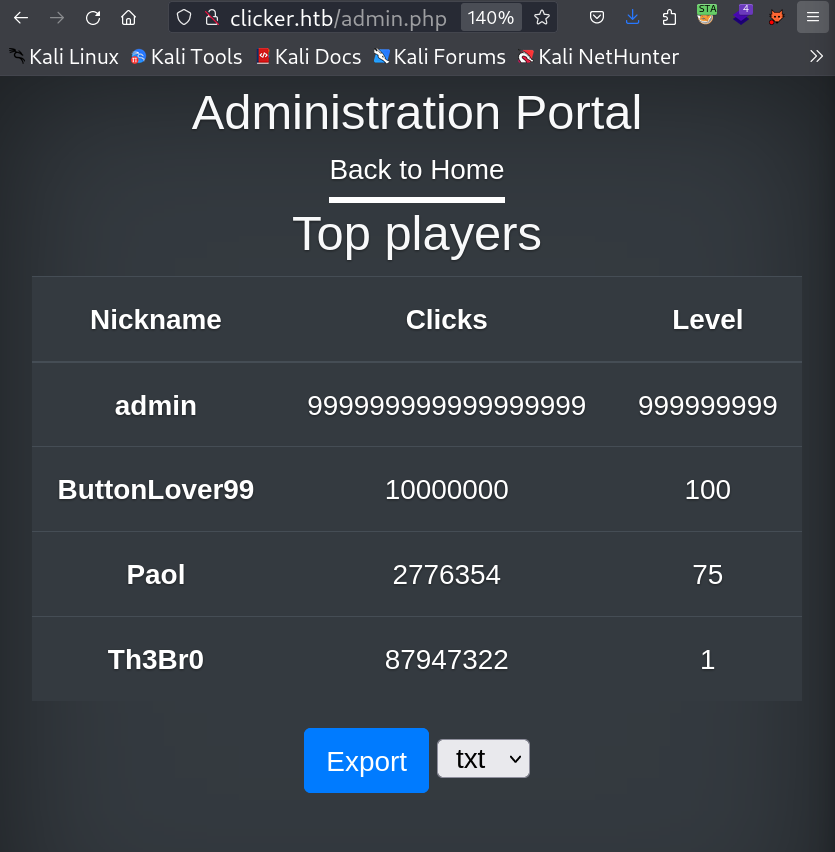 clicker.htb/admin.php 140% STA 4
Kali Linux Kali Tools Kali Docs Kali Forums Kali NetHunter
Administration Portal
Back to Home
Top players
Nickname Clicks Level
admin 999999999999999999 999999999
ButtonLover99 10000000 100
Paol 2776354 75
Th3Br0 87947322 1
Export txt